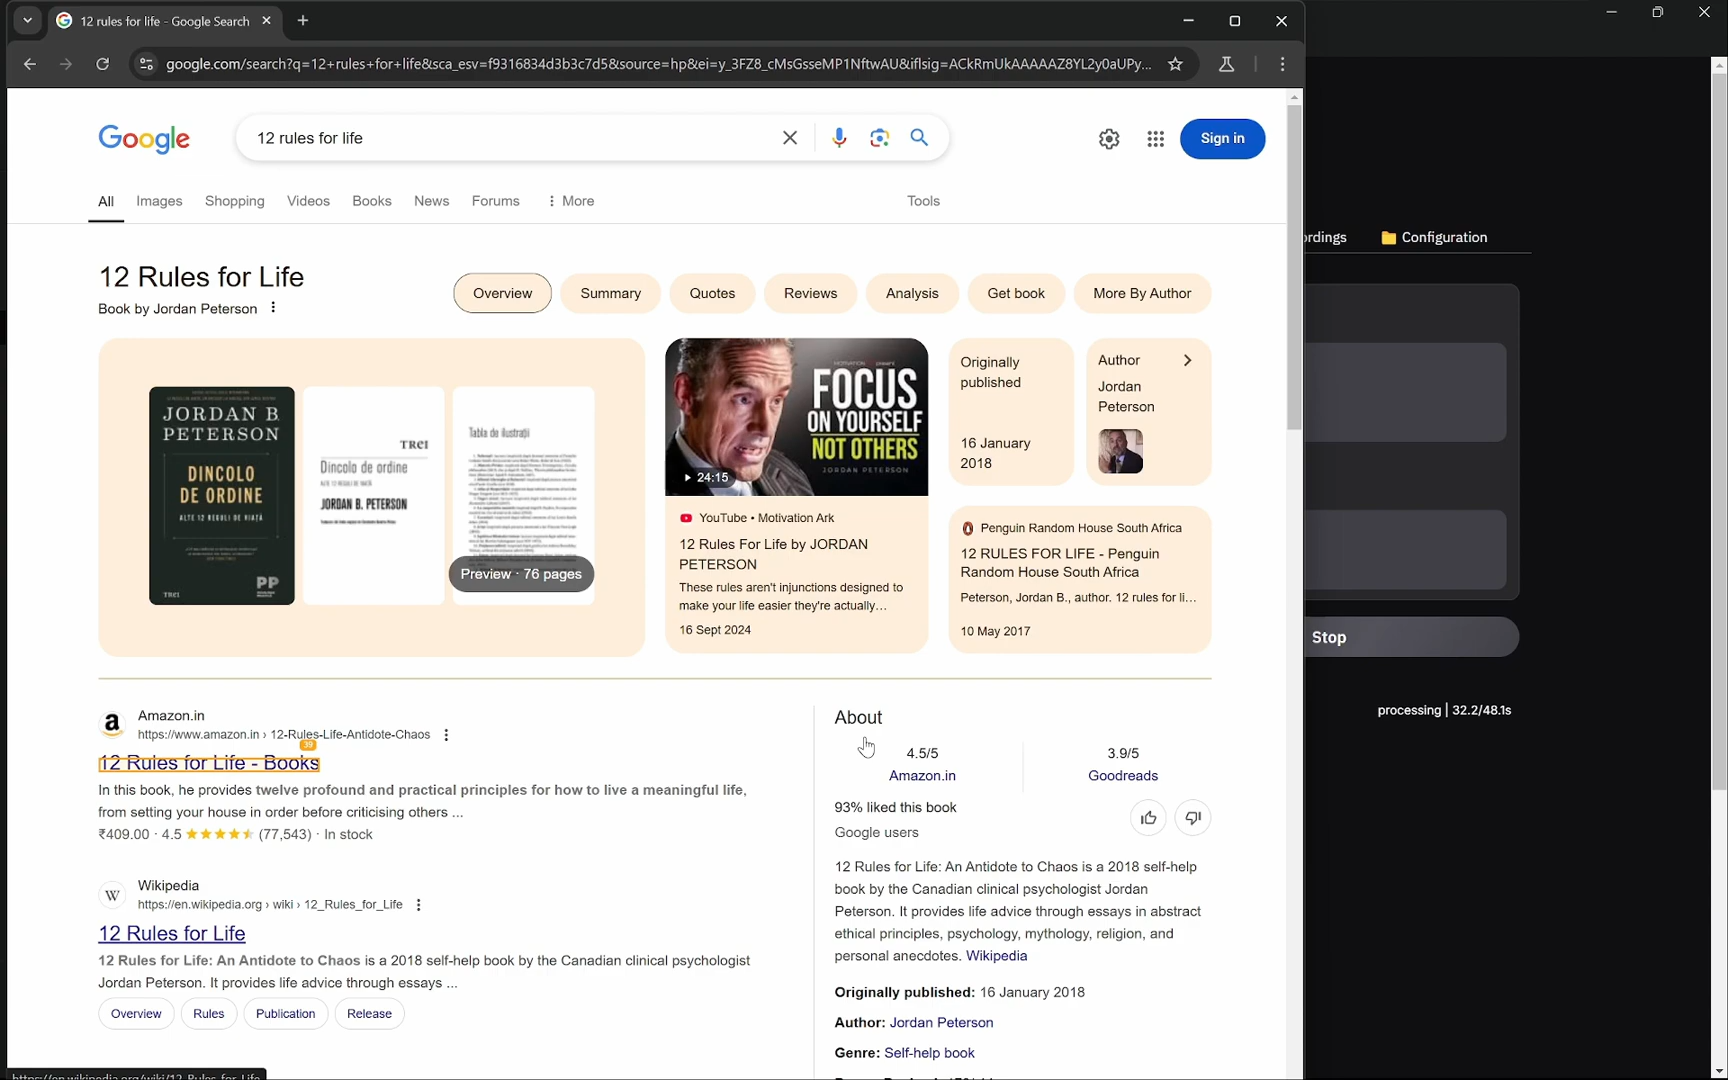 12 rules for life - Google Search
google.com/search?q=12+rules+for+life&sca_esv=f9316834d3b3c7d5&source=hp&ei=y_3FZ8_cMsGsseMP1NftwAU&iflsig=ACkRmUkAAAAAZ8YL2y0aUPy...
Google
12 rules for life
Sign in
All
Images
Shopping
Videos
Books
News
Forums
More
Tools
ordings
Configuration
12 Rules for Life
Book by Jordan Peterson
Overview
Summary
Quotes
Reviews
Analysis
Get book
More By Author
JORDAN B
PETERSON
DINCOLO
DE ORDINE
ALTE 12 REGULI DE VIAȚĂ
PP
TREI
TREI
Dincolo de ordine
ALTE 12 REGULI DE VIAȚĂ
JORDAN B. PETERSON
Tabla de ilustrații
Preview · 76 pages
FOCUS
ON YOURSELF
NOT OTHERS
JORDAN PETERSON
24:15
YouTube • Motivation Ark
12 Rules For Life by JORDAN
PETERSON
These rules aren't injunctions designed to
make your life easier they're actually...
16 Sept 2024
Originally
published
16 January
2018
Author
Jordan
Peterson
Penguin Random House South Africa
12 RULES FOR LIFE - Penguin
Random House South Africa
Peterson, Jordan B., author. 12 rules for li...
10 May 2017
Stop
processing | 32.2/48.1s
Amazon.in
https://www.amazon.in › 12-Rules-Life-Antidote-Chaos
39
12 Rules for Life - Books
In this book, he provides twelve profound and practical principles for how to live a meaningful life,
from setting your house in order before criticising others ...
₹409.00 · 4.5 (77,543) · In stock
Wikipedia
https://en.wikipedia.org › wiki › 12_Rules_for_Life
12 Rules for Life
12 Rules for Life: An Antidote to Chaos is a 2018 self-help book by the Canadian clinical psychologist
Jordan Peterson. It provides life advice through essays ...
Overview
Rules
Publication
Release
About
4.5/5
Amazon.in
3.9/5
Goodreads
93% liked this book
Google users
12 Rules for Life: An Antidote to Chaos is a 2018 self-help
book by the Canadian clinical psychologist Jordan
Peterson. It provides life advice through essays in abstract
ethical principles, psychology, mythology, religion, and
personal anecdotes. Wikipedia
Originally published: 16 January 2018
Author: Jordan Peterson
Genre: Self-help book
https://en.wikipedia.org/wiki/12_Rules_for_Life